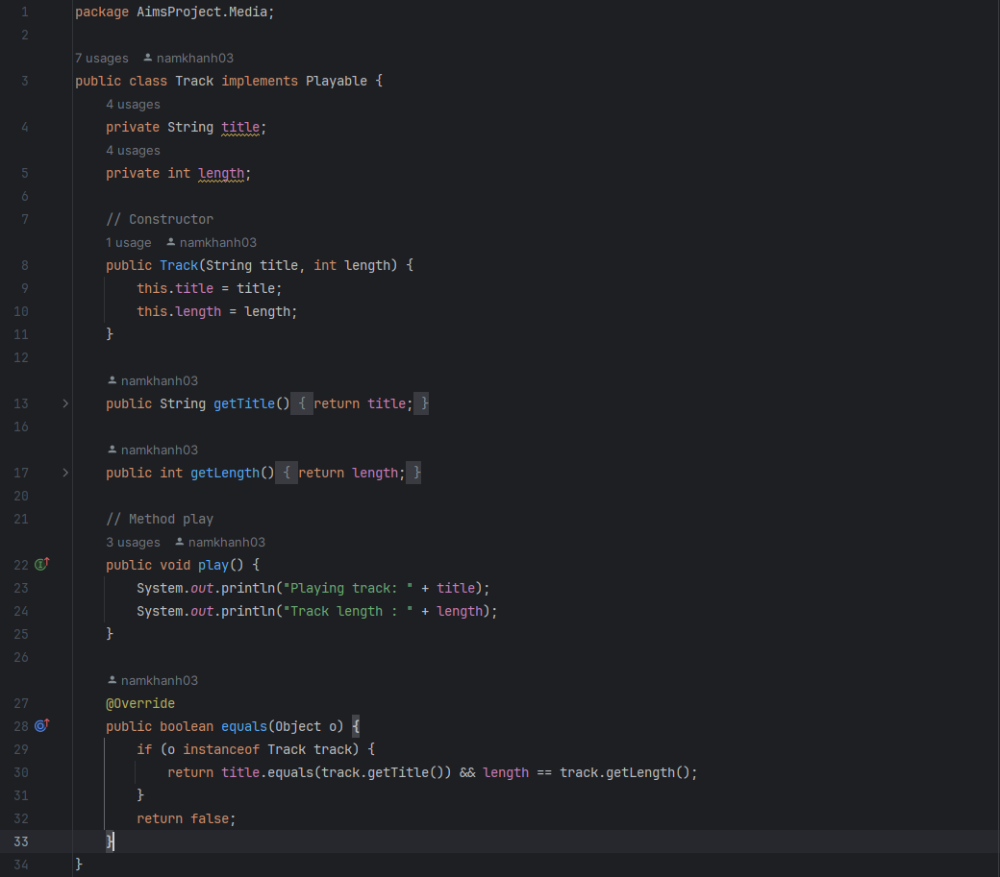 1 package AimsProject.Media;
2
7 usages namkhanh03
3 public class Track implements Playable {
4 usages
4 private String title;
4 usages
5 private int length;
6
7 // Constructor
1 usage namkhanh03
8 public Track(String title, int length) {
9 this.title = title;
10 this.length = length;
11 }
12
namkhanh03
13 public String getTitle() { return title; }
16
namkhanh03
17 public int getLength() { return length; }
20
21 // Method play
3 usages namkhanh03
22 public void play() {
23 System.out.println("Playing track: " + title);
24 System.out.println("Track length : " + length);
25 }
26
namkhanh03
27 @Override
28 public boolean equals(Object o) {
29 if (o instanceof Track track) {
30 return title.equals(track.getTitle()) && length == track.getLength();
31 }
32 return false;
33 }
34 }